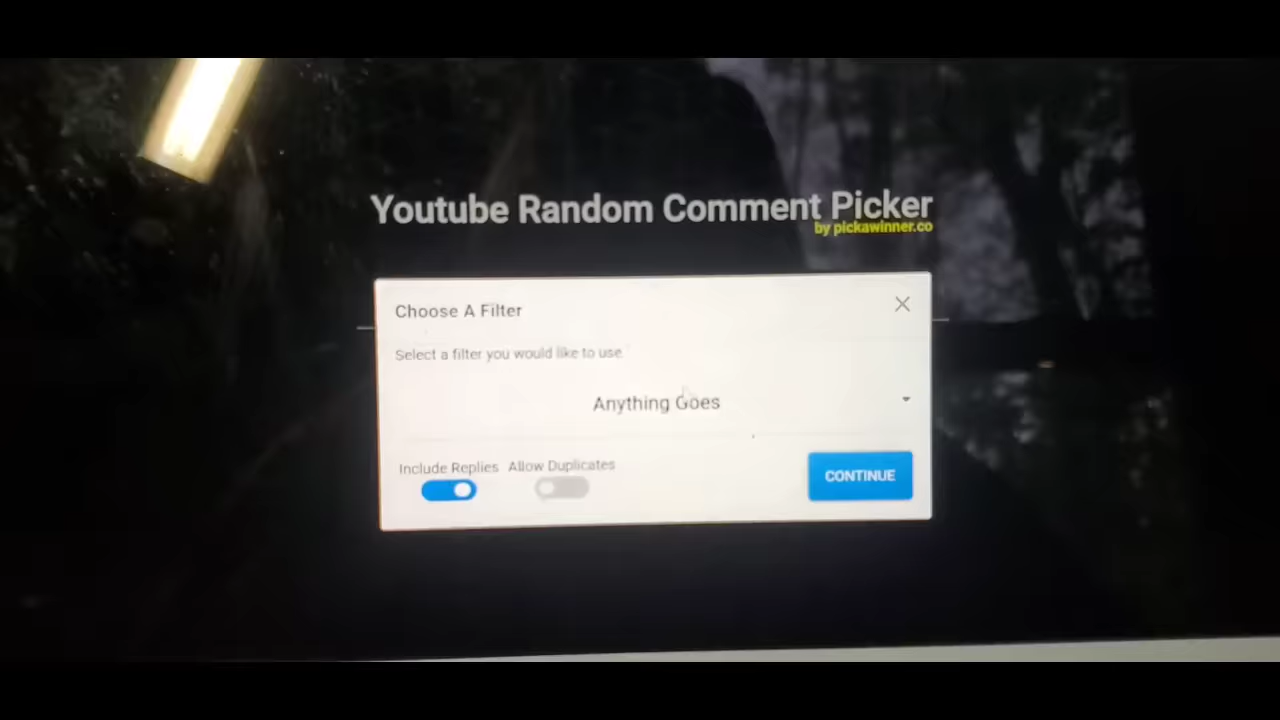 Youtube Random Comment Picker
by pickawinner.co
Choose A Filter
Select a filter you would like to use
Anything Goes
Include Replies Allow Duplicates
CONTINUE